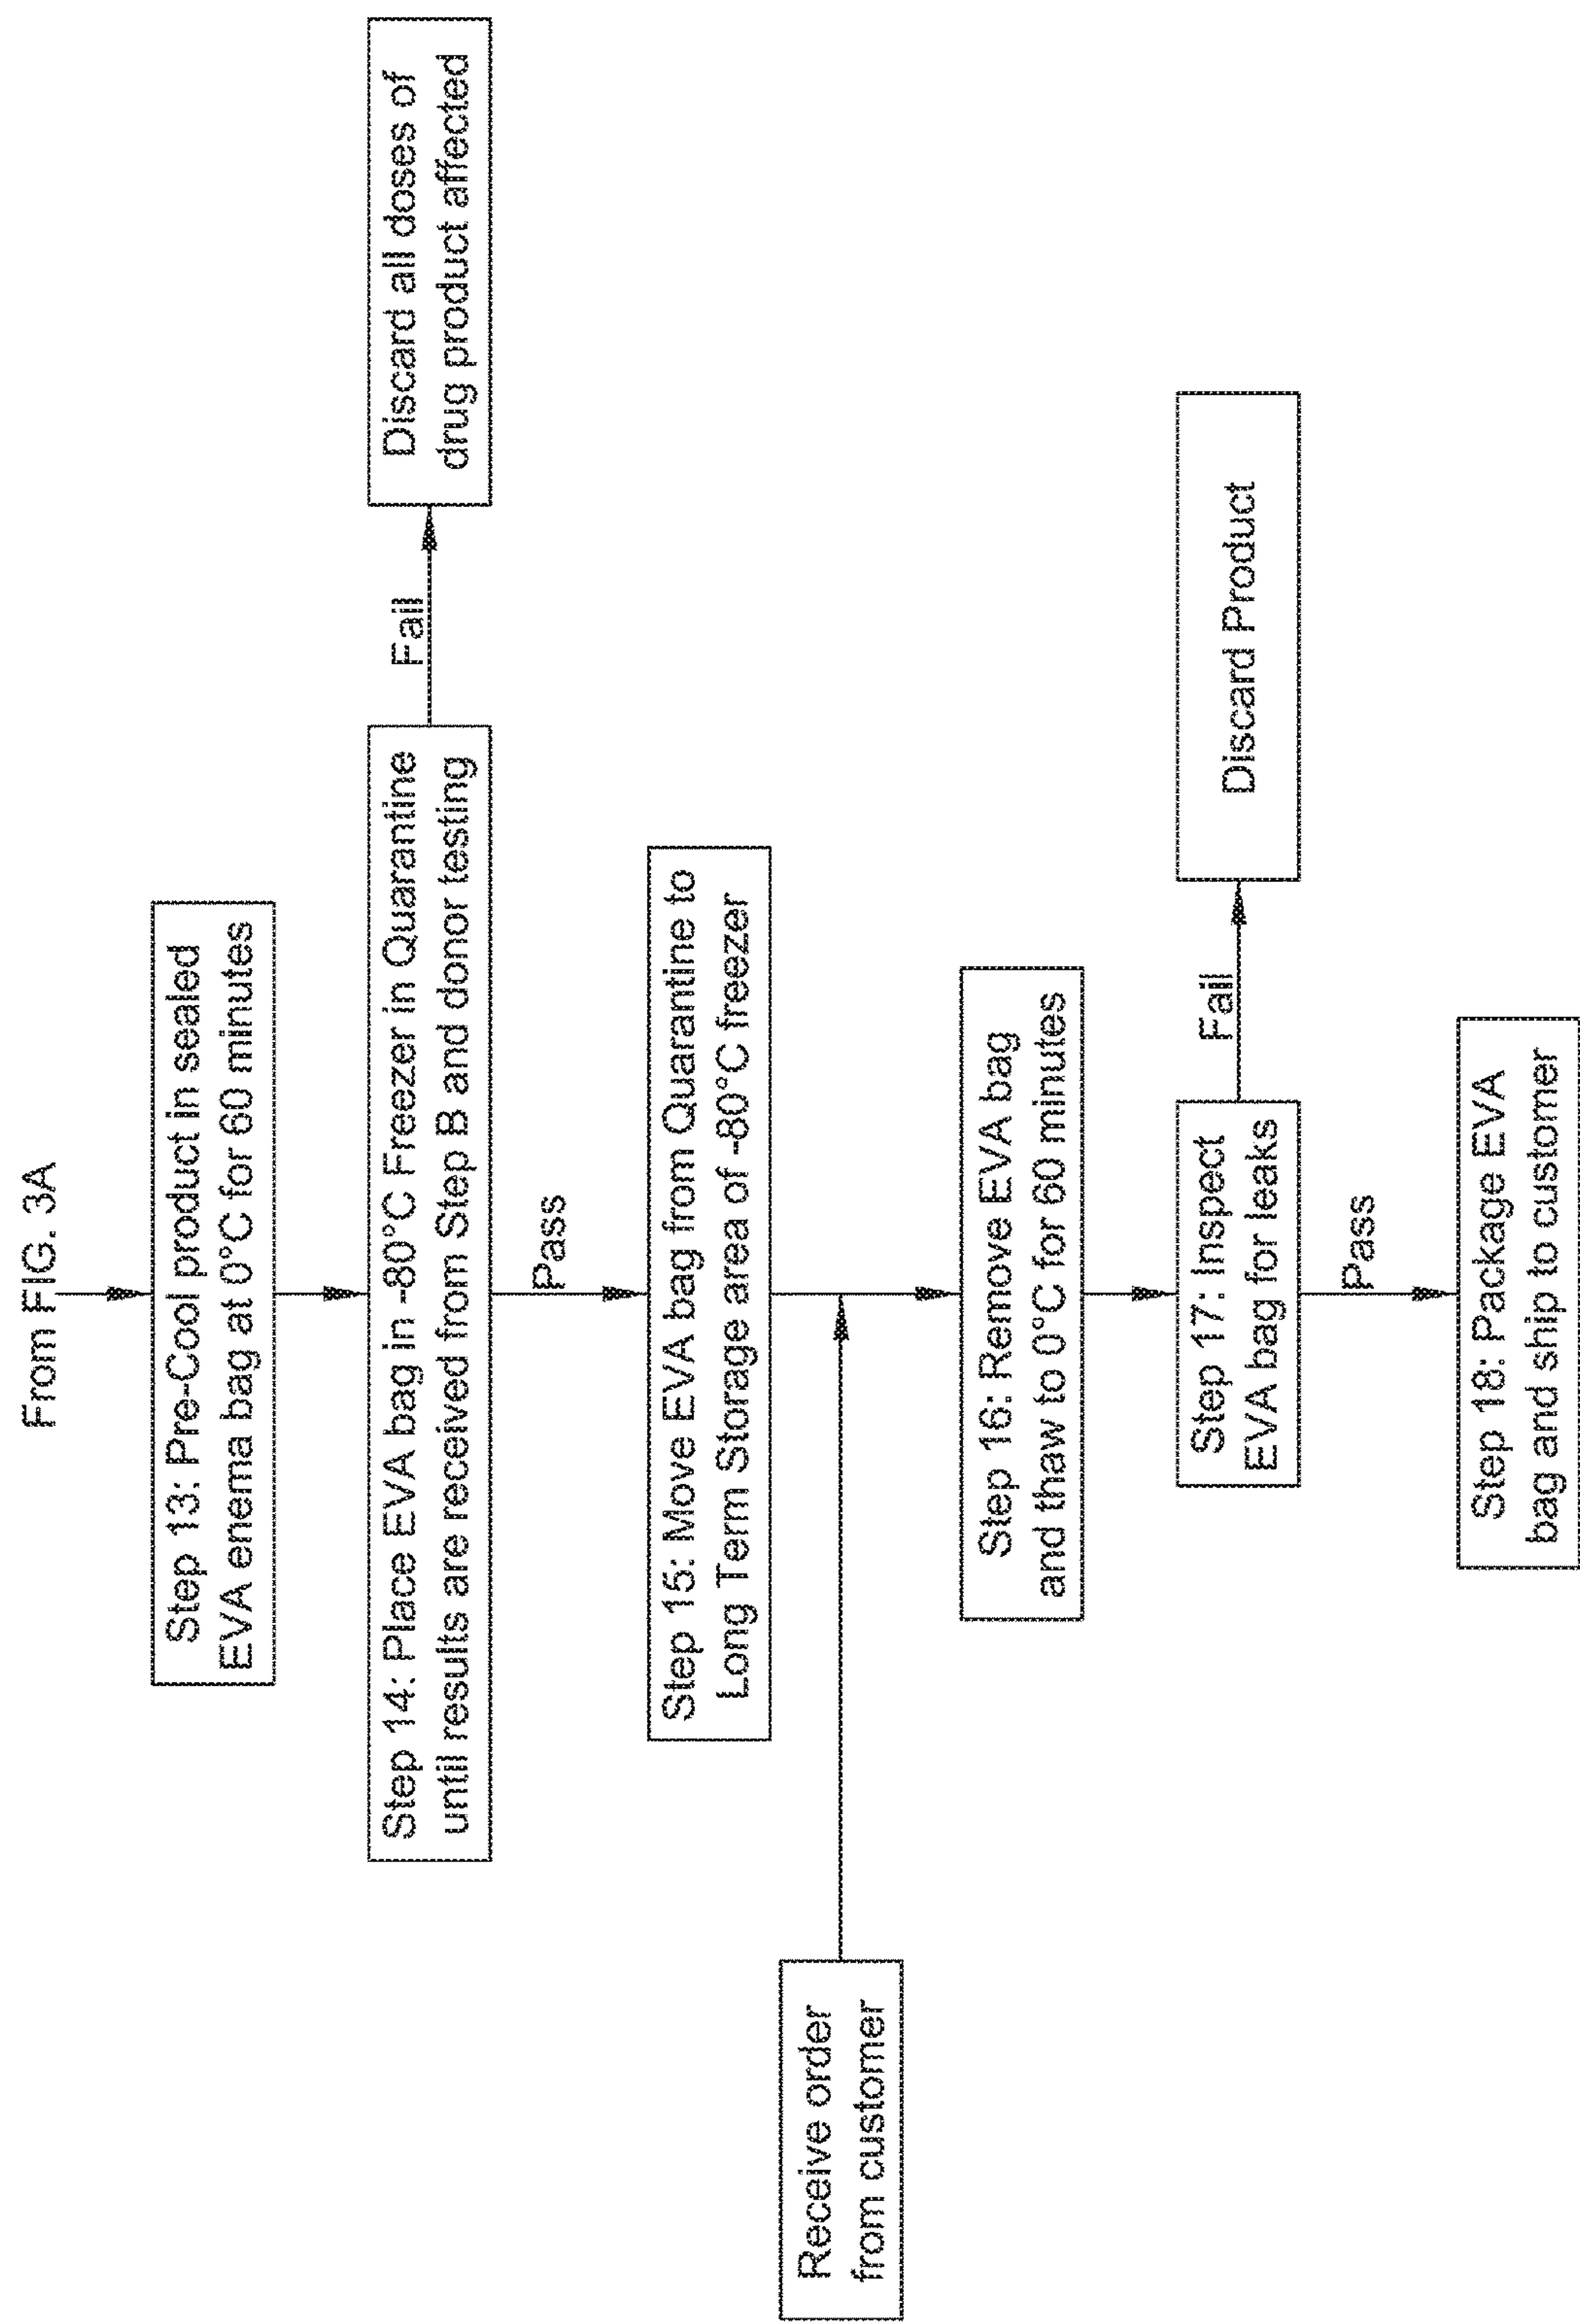 From FIG. 3A
Step 13: Pre-Cool product in sealed
EVA enema bag at 0°C for 60 minutes
Step 14: Place EVA bag in -80°C Freezer in Quarantine
until results are received from Step B and donor testing
Fail
Discard all doses of
drug product affected
Pass
Step 15: Move EVA bag from Quarantine to
Long Term Storage area of -80°C freezer
Receive order
from customer
Step 16: Remove EVA bag
and thaw to 0°C for 60 minutes
Step 17: Inspect
EVA bag for leaks
Fail
Discard Product
Pass
Step 18: Package EVA
bag and ship to customer